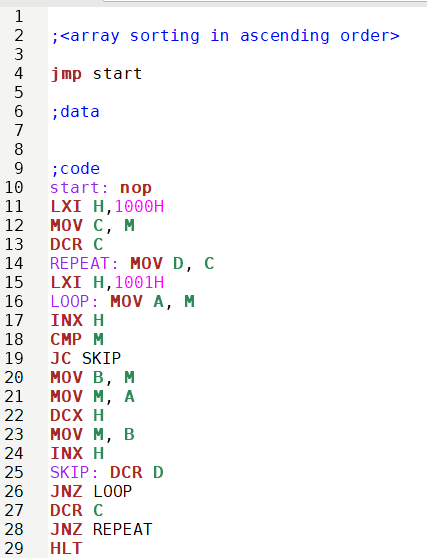 1
2 ;<array sorting in ascending order>
3
4 jmp start
5
6 ;data
7
8
9 ;code
10 start: nop
11 LXI H,1000H
12 MOV C, M
13 DCR C
14 REPEAT: MOV D, C
15 LXI H,1001H
16 LOOP: MOV A, M
17 INX H
18 CMP M
19 JC SKIP
20 MOV B, M
21 MOV M, A
22 DCX H
23 MOV M, B
24 INX H
25 SKIP: DCR D
26 JNZ LOOP
27 DCR C
28 JNZ REPEAT
29 HLT